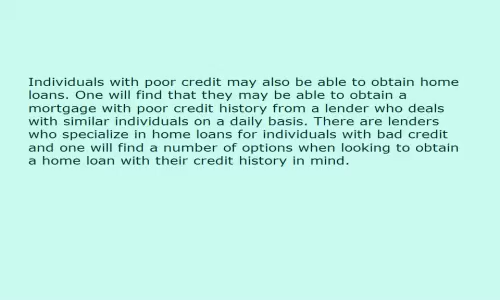 Individuals with poor credit may also be able to obtain home
loans. One will find that they may be able to obtain a
mortgage with poor credit history from a lender who deals
with similar individuals on a daily basis. There are lenders
who specialize in home loans for individuals with bad credit
and one will find a number of options when looking to obtain
a home loan with their credit history in mind.